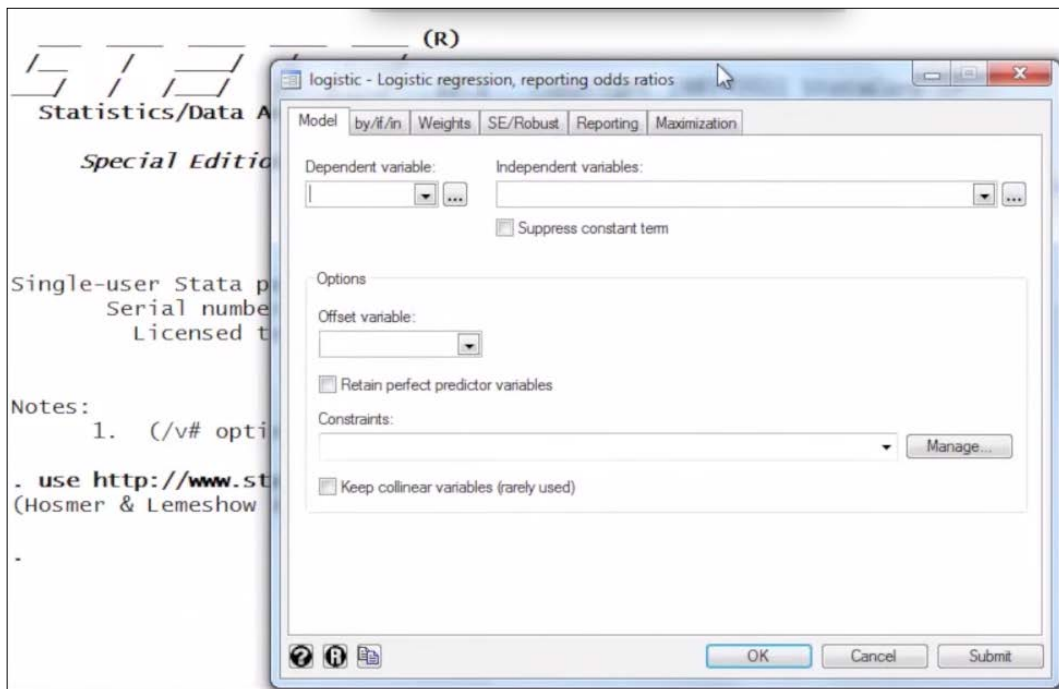 (R)
Statistics/Data A
Special Editio
Single-user Stata p
Serial numbe
Licensed t
Notes:
1. (/v# opti
. use http://www.st
(Hosmer & Lemeshow
.
logistic - Logistic regression, reporting odds ratios
Model by/if/in Weights SE/Robust Reporting Maximization
Dependent variable: Independent variables:
...
...
Suppress constant term
Options
Offset variable:
Retain perfect predictor variables
Constraints:
Manage...
Keep collinear variables (rarely used)
? R
OK Cancel Submit